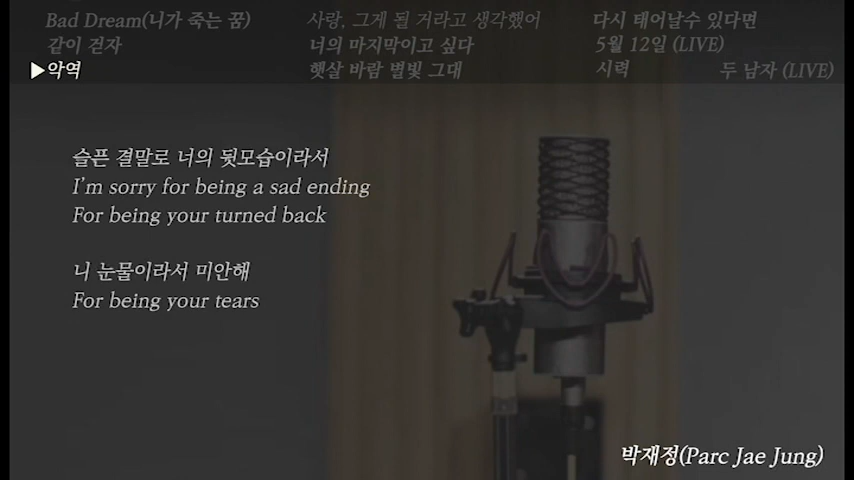 Bad Dream(니가 죽는 꿈)
같이 걷자
▶악역
사랑, 그게 될 거라고 생각했어
너의 마지막이고 싶다
햇살 바람 별빛 그대
다시 태어날수 있다면
5월 12일 (LIVE)
시력
두 남자 (LIVE)
슬픈 결말로 너의 뒷모습이라서
I'm sorry for being a sad ending
For being your turned back
니 눈물이라서 미안해
For being your tears
박재정(Parc Jae Jung)